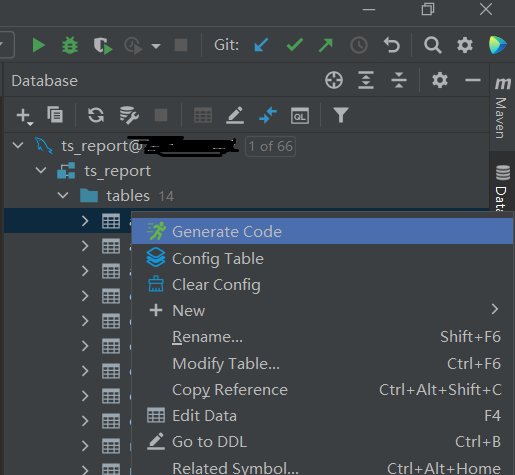 Git:
Database
Maven
QL
ts_report@
1 of 66
ts_report
tables 14
Generate Code
Config Table
Clear Config
New
Rename... Shift+F6
Modify Table... Ctrl+F6
Copy Reference Ctrl+Alt+Shift+C
Edit Data F4
Go to DDL Ctrl+B
Related Symbol... Ctrl+Alt+Home